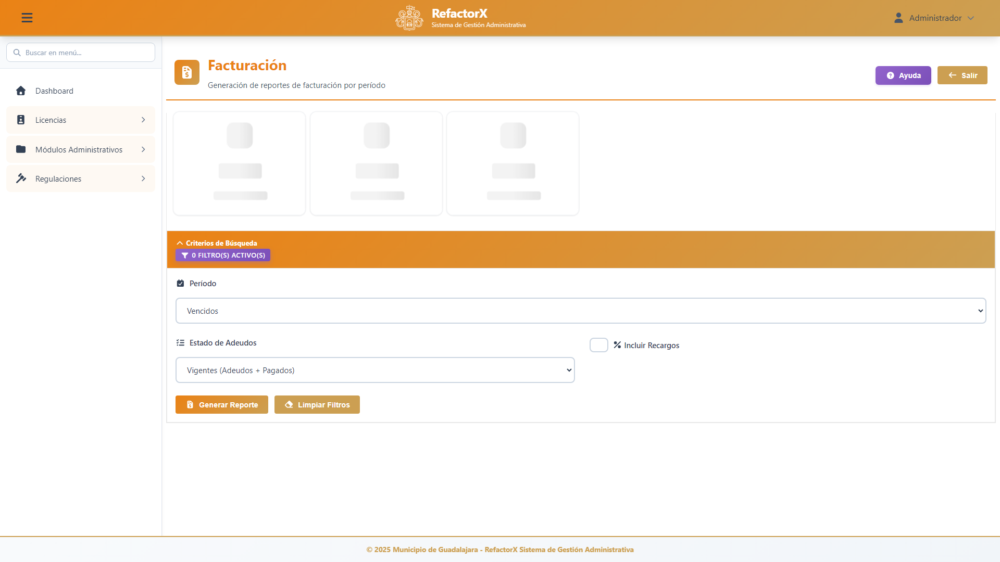 RefactorX
Sistema de Gestión Administrativa
Administrador
Buscar en menú...
Dashboard
Licencias
Módulos Administrativos
Regulaciones
Facturación
Generación de reportes de facturación por período
Ayuda
Salir
Criterios de Búsqueda
0 FILTRO(S) ACTIVO(S)
Período
Vencidos
Estado de Adeudos
Incluir Recargos
Vigentes (Adeudos + Pagados)
Generar Reporte
Limpiar Filtros
© 2025 Municipio de Guadalajara - RefactorX Sistema de Gestión Administrativa